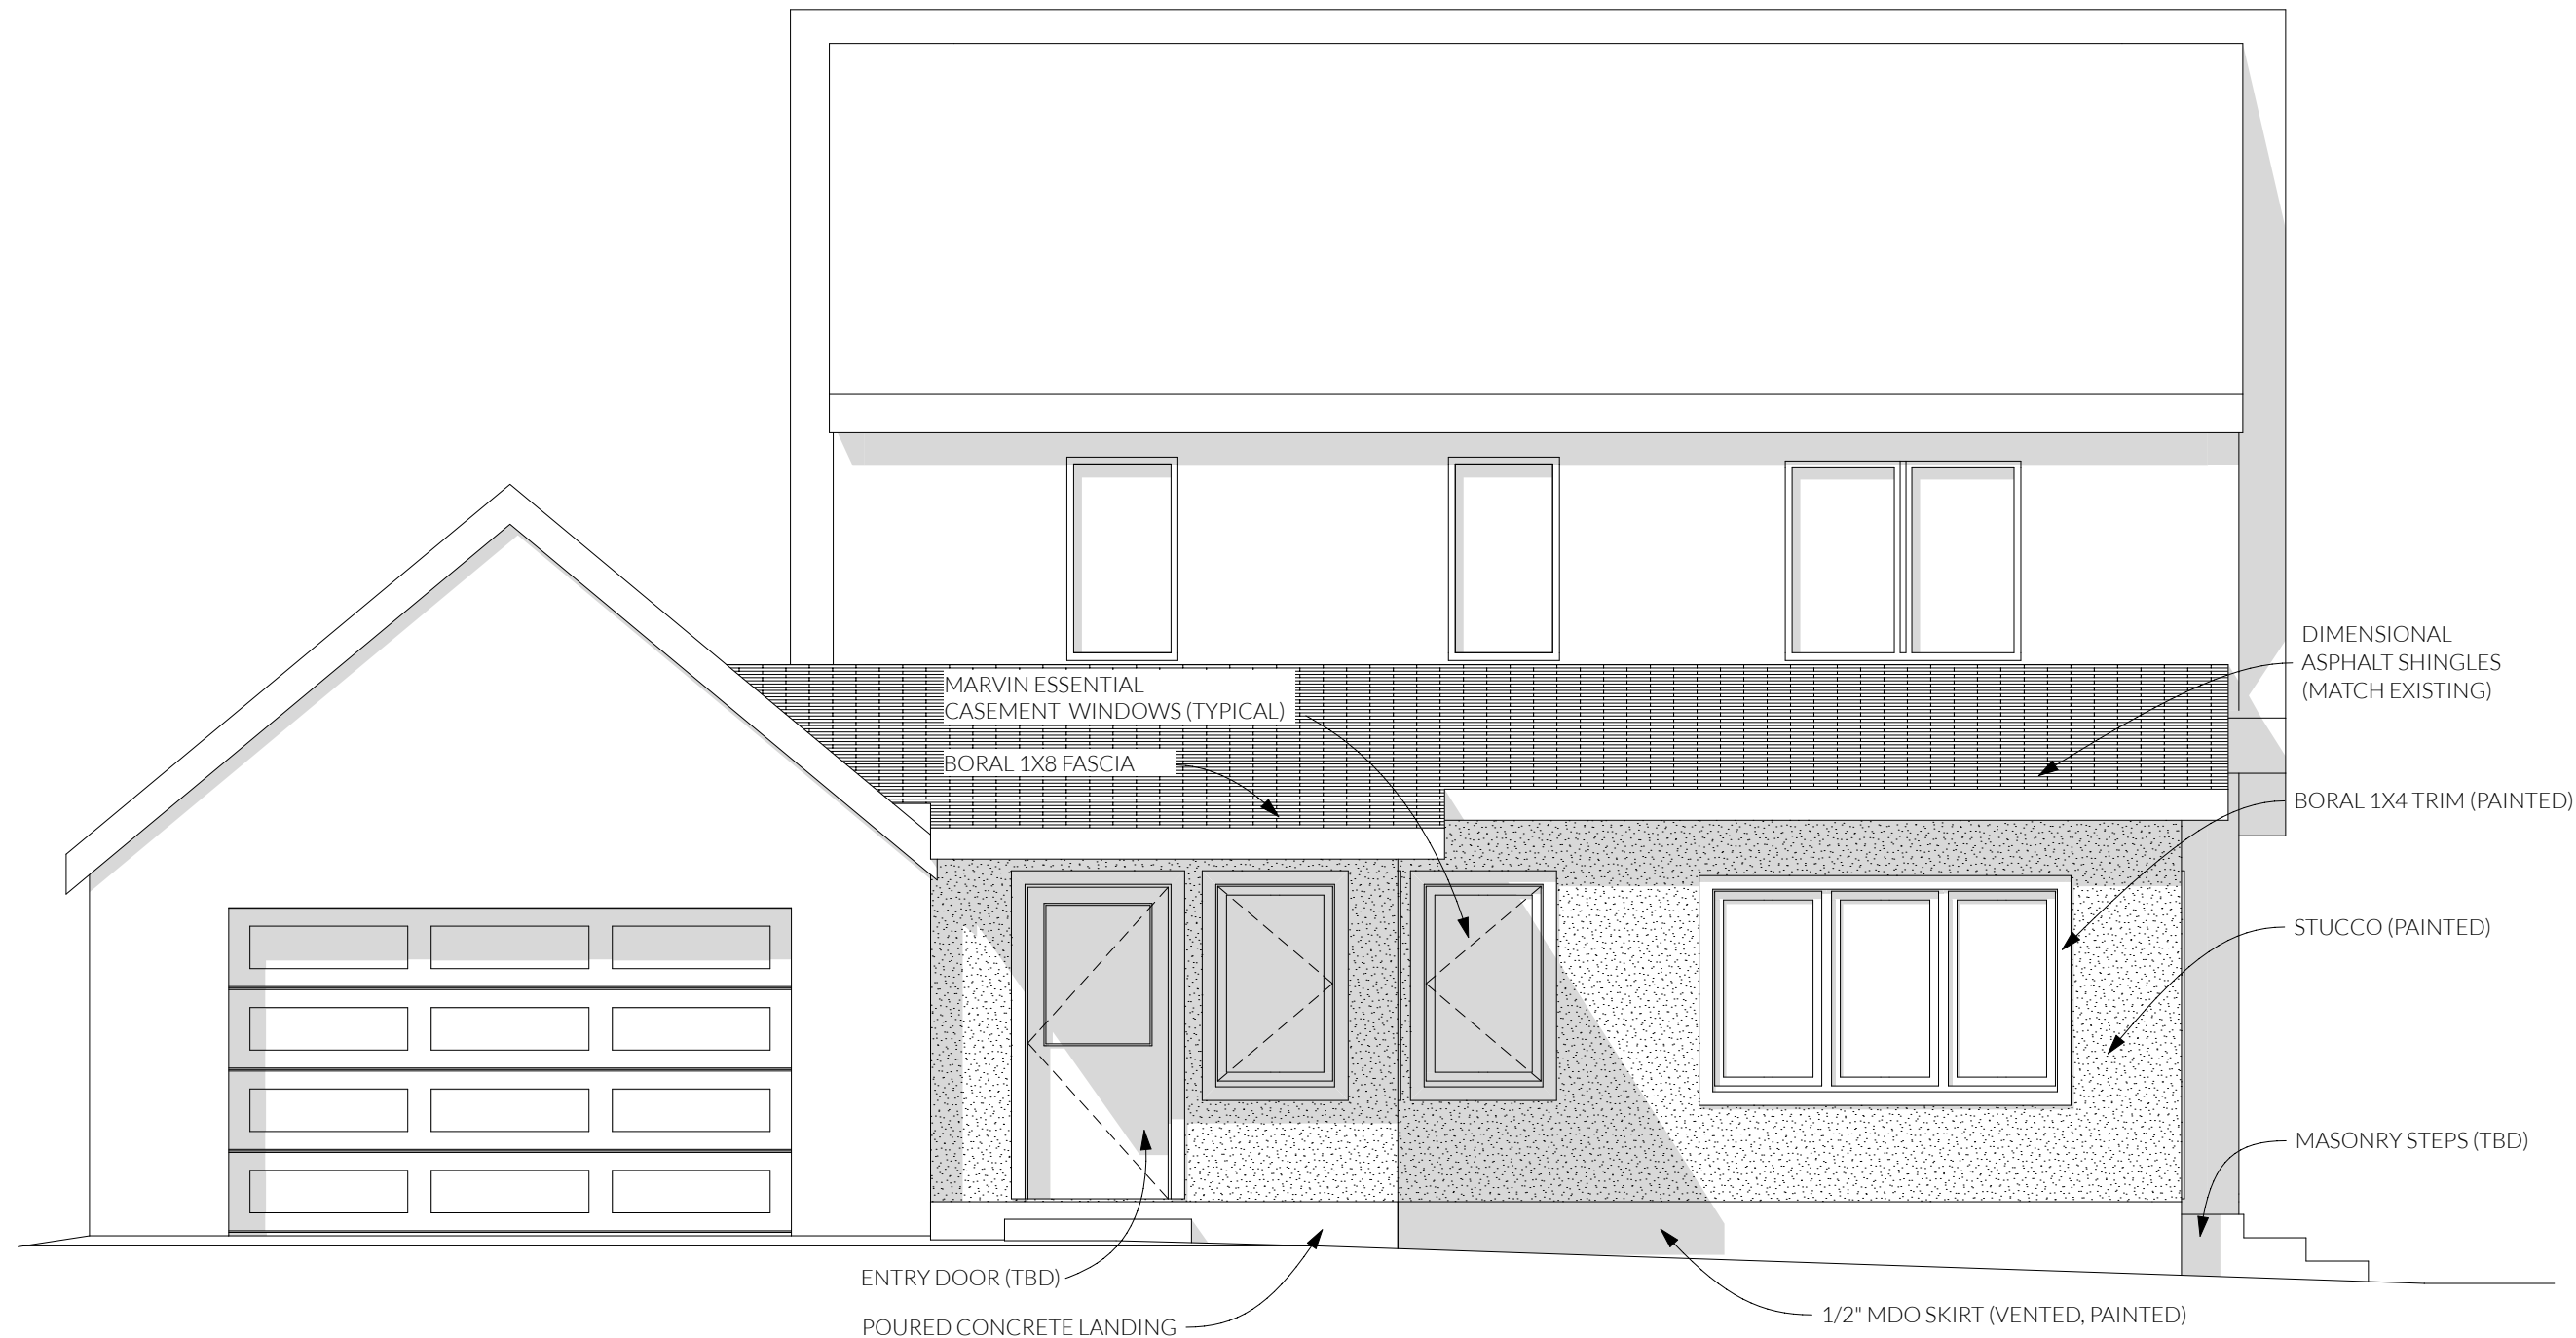 DIMENSIONAL
ASPHALT SHINGLES
(MATCH EXISTING)
MARVIN ESSENTIAL
CASEMENT WINDOWS (TYPICAL)
BORAL 1X8 FASCIA
BORAL 1X4 TRIM (PAINTED)
STUCCO (PAINTED)
MASONRY STEPS (TBD)
ENTRY DOOR (TBD)
POURED CONCRETE LANDING
1/2" MDO SKIRT (VENTED, PAINTED)